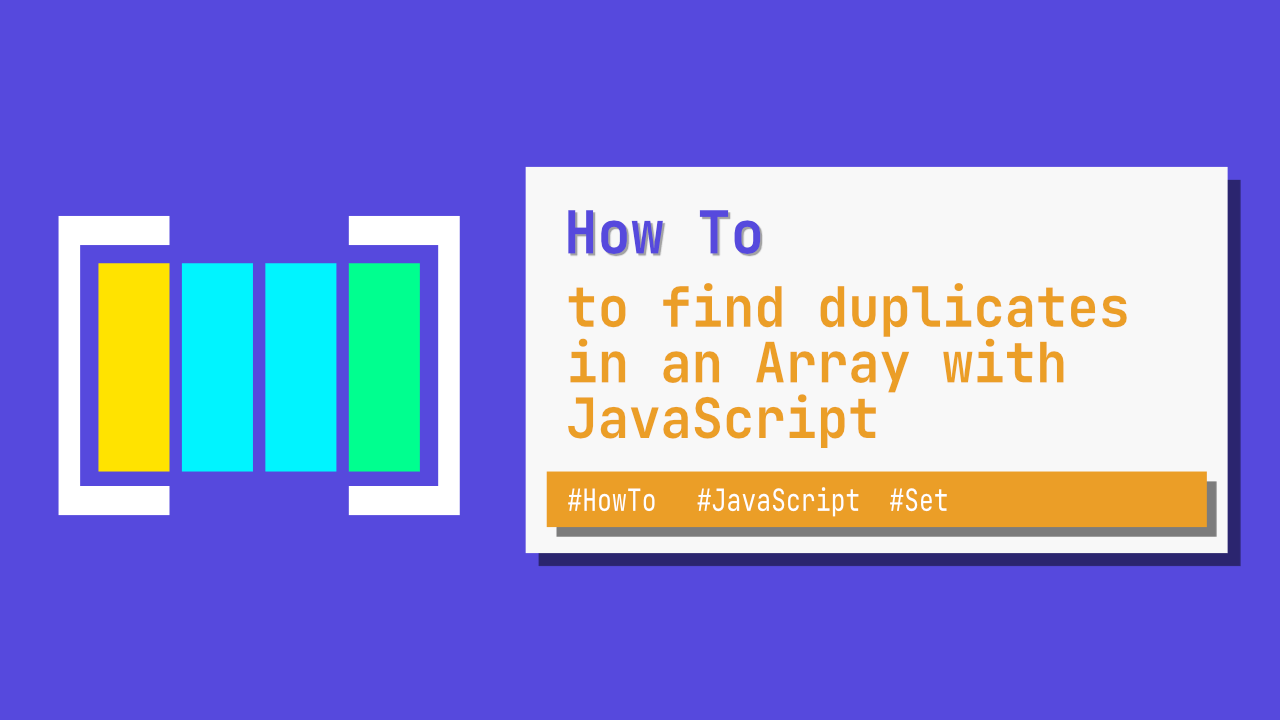 How To
to find duplicates
in an Array with
JavaScript
#HowTo #JavaScript #Set